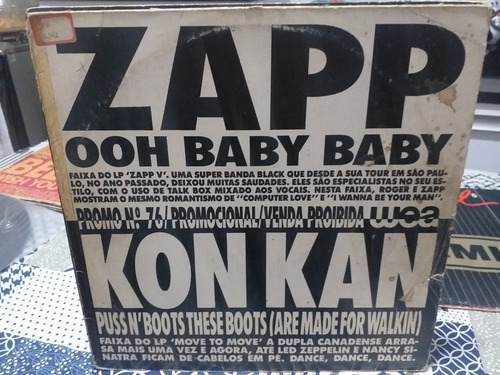 ZAPP
OOH BABY BABY
FAIXA DO LP 'ZAPP V'. UMA SUPER BANDA BLACK QUE DESDE A SUA TOUR EM SÃO PAU-
LO, NO ANO PASSADO, DEIXOU MUITAS SAUDADES. ELES SÃO ESPECIALISTAS NO SEU ES-
TILO, COM O USO DE TALK BOX MIXADO AOS VOCAIS. NESTA FAIXA, ROGER E ZAPP
MOSTRAM O MESMO ROMANTISMO DE "COMPUTER LOVE" E "I WANNA BE YOUR MAN".
PROMO Nº 76/PROMOCIONAL/VENDA PROIBIDA wea
KON KAN
PUSS N' BOOTS THESE BOOTS (ARE MADE FOR WALKIN)
FAIXA DO LP 'MOVE TO MOVE' A DUPLA CANADENSE ARRA-
SA MAIS UMA VEZ E AGORA, ATÉ LED ZEPPELIN E NANCY SI-
NATRA FICAM DE-CABELOS EM PÉ. DANCE, DANCE, DANCE.